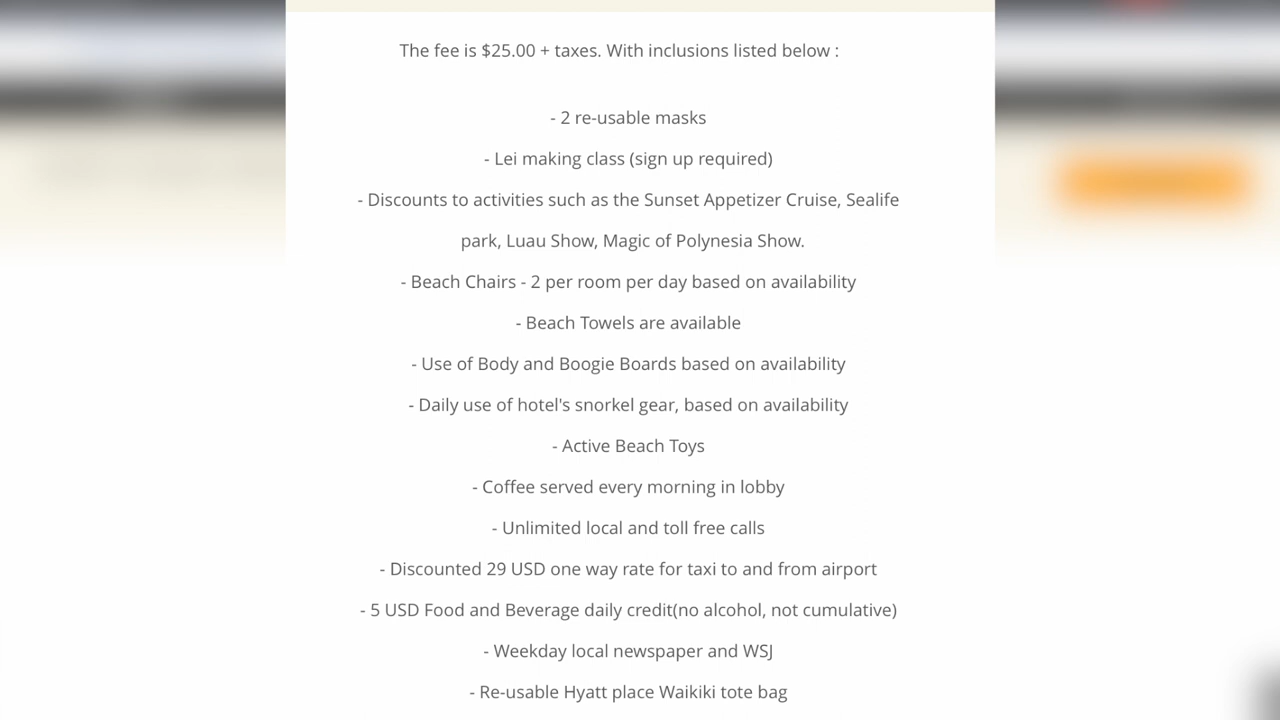 The fee is $25.00 + taxes. With inclusions listed below :
- 2 re-usable masks
- Lei making class (sign up required)
- Discounts to activities such as the Sunset Appetizer Cruise, Sealife
park, Luau Show, Magic of Polynesia Show.
- Beach Chairs - 2 per room per day based on availability
- Beach Towels are available
- Use of Body and Boogie Boards based on availability
- Daily use of hotel's snorkel gear, based on availability
- Active Beach Toys
- Coffee served every morning in lobby
- Unlimited local and toll free calls
- Discounted 29 USD one way rate for taxi to and from airport
- 5 USD Food and Beverage daily credit(no alcohol, not cumulative)
- Weekday local newspaper and WSJ
- Re-usable Hyatt place Waikiki tote bag